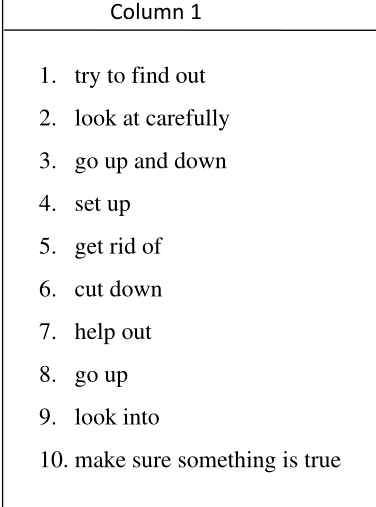 Column 1
1. try to find out
2. look at carefully
3. go up and down
4. set up
5. get rid of
6. cut down
7. help out
8. go up
9. look into
10. make sure something is true